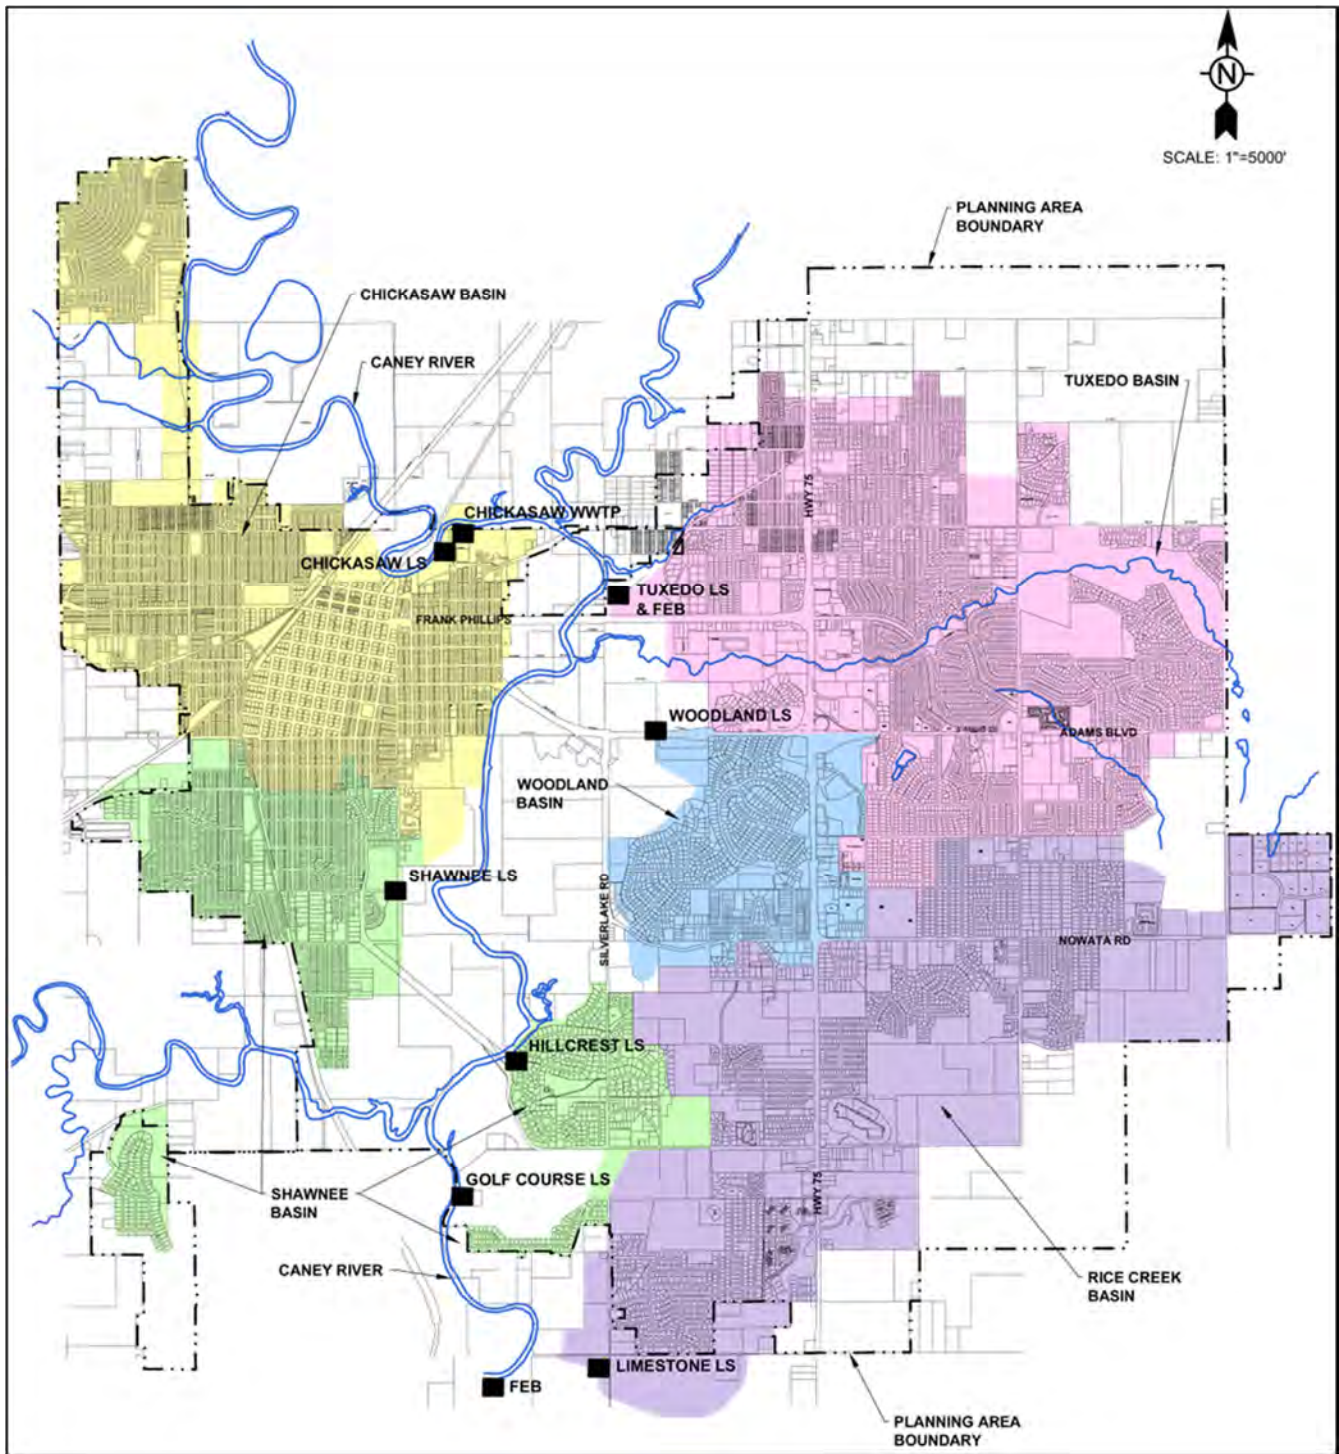 N
SCALE: 1"=5000'
PLANNING AREA
BOUNDARY
CHICKASAW BASIN
CANEY RIVER
TUXEDO BASIN
HWY 75
CHICKASAW WWTP
CHICKASAW LS
TUXEDO LS
& FEB
FRANK PHILLIPS
WOODLAND LS
ADAMS BLVD
WOODLAND
BASIN
SHAWNEE LS
SILVERLAKE RD
NOWATA RD
HILLCREST LS
GOLF COURSE LS
SHAWNEE
BASIN
HWY 75
CANEY RIVER
RICE CREEK
BASIN
LIMESTONE LS
FEB
PLANNING AREA
BOUNDARY